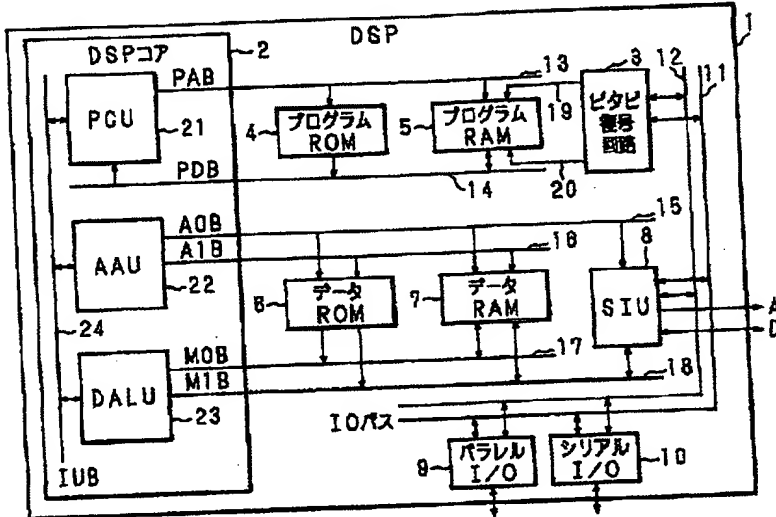 DSP
1
DSPコア
2
PAB
13
3
12
11
PCU
21
4
プログラム
ROM
5
プログラム
RAM
19
ビタビ
復号
回路
PDB
14
20
A0B
15
A1B
16
8
AAU
22
6
データ
ROM
7
データ
RAM
SIU
A
D
24
M0B
17
M1B
18
DALU
23
IOバス
IUB
9
パラレル
I/O
シリアル
I/O
10